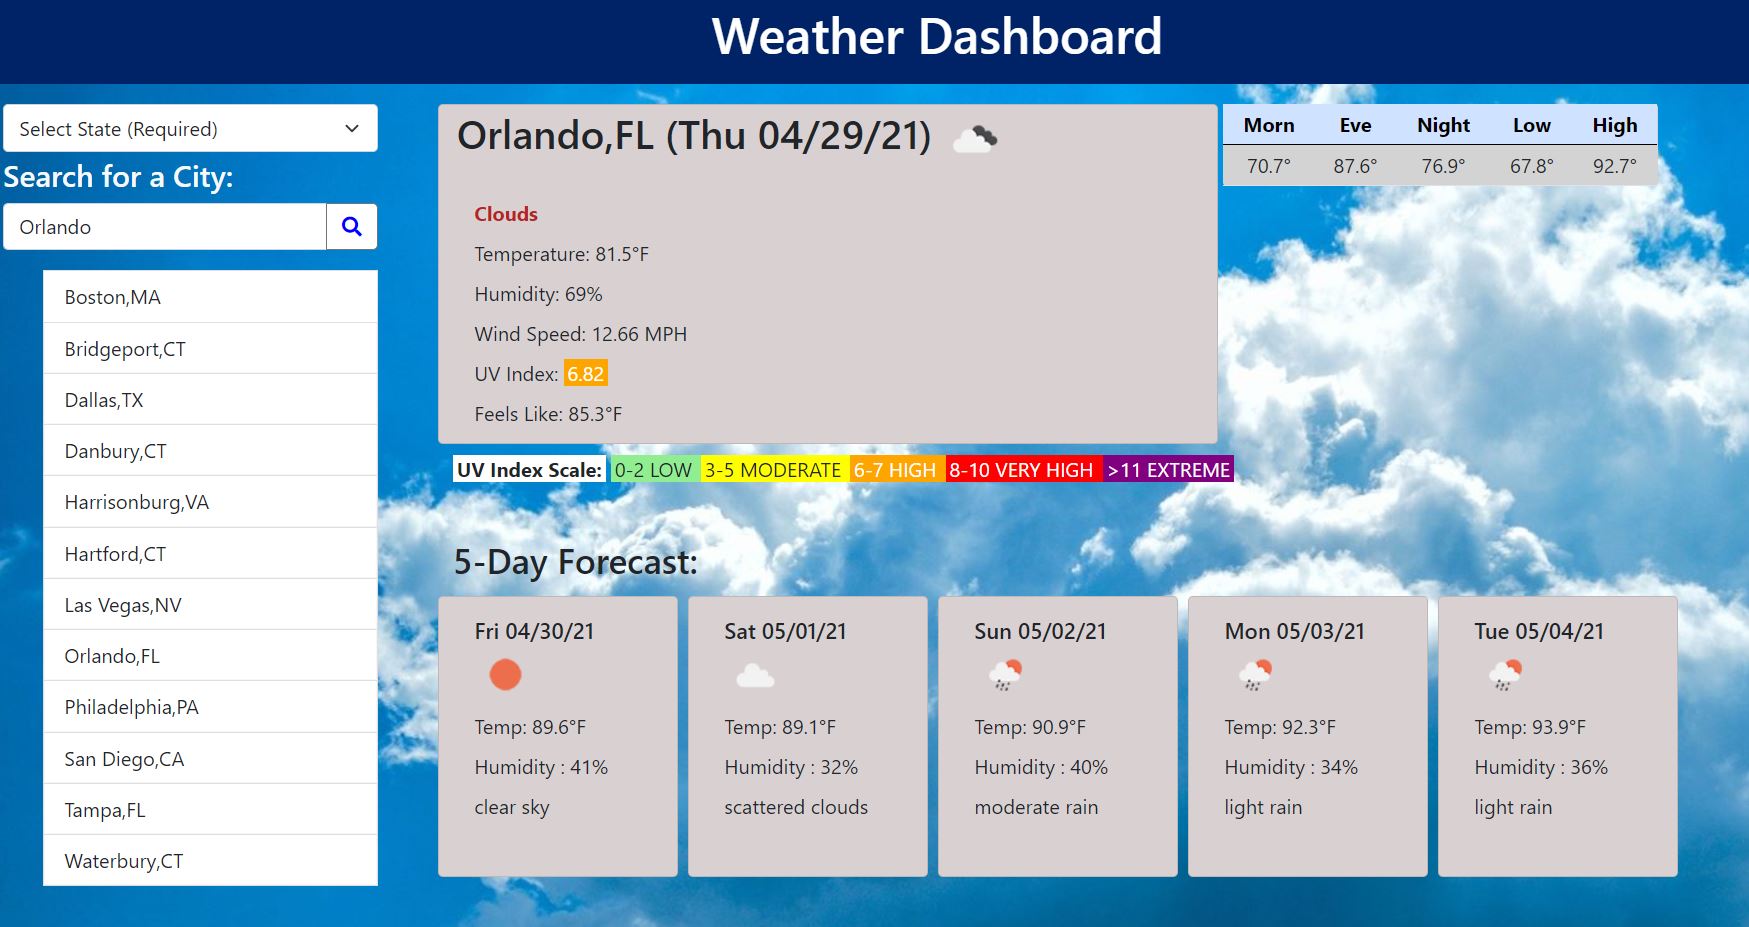 Weather Dashboard
Select State (Required)
Search for a City:
Orlando
Boston,MA
Bridgeport,CT
Dallas,TX
Danbury,CT
Harrisonburg,VA
Hartford,CT
Las Vegas,NV
Orlando,FL
Philadelphia,PA
San Diego,CA
Tampa,FL
Waterbury,CT
Orlando,FL (Thu 04/29/21)
Clouds
Temperature: 81.5°F
Humidity: 69%
Wind Speed: 12.66 MPH
UV Index: 6.82
Feels Like: 85.3°F
Morn Eve Night Low High
70.7° 87.6° 76.9° 67.8° 92.7°
UV Index Scale: 0-2 LOW 3-5 MODERATE 6-7 HIGH 8-10 VERY HIGH >11 EXTREME
5-Day Forecast:
Fri 04/30/21
Temp: 89.6°F
Humidity : 41%
clear sky
Sat 05/01/21
Temp: 89.1°F
Humidity : 32%
scattered clouds
Sun 05/02/21
Temp: 90.9°F
Humidity : 40%
moderate rain
Mon 05/03/21
Temp: 92.3°F
Humidity : 34%
light rain
Tue 05/04/21
Temp: 93.9°F
Humidity : 36%
light rain